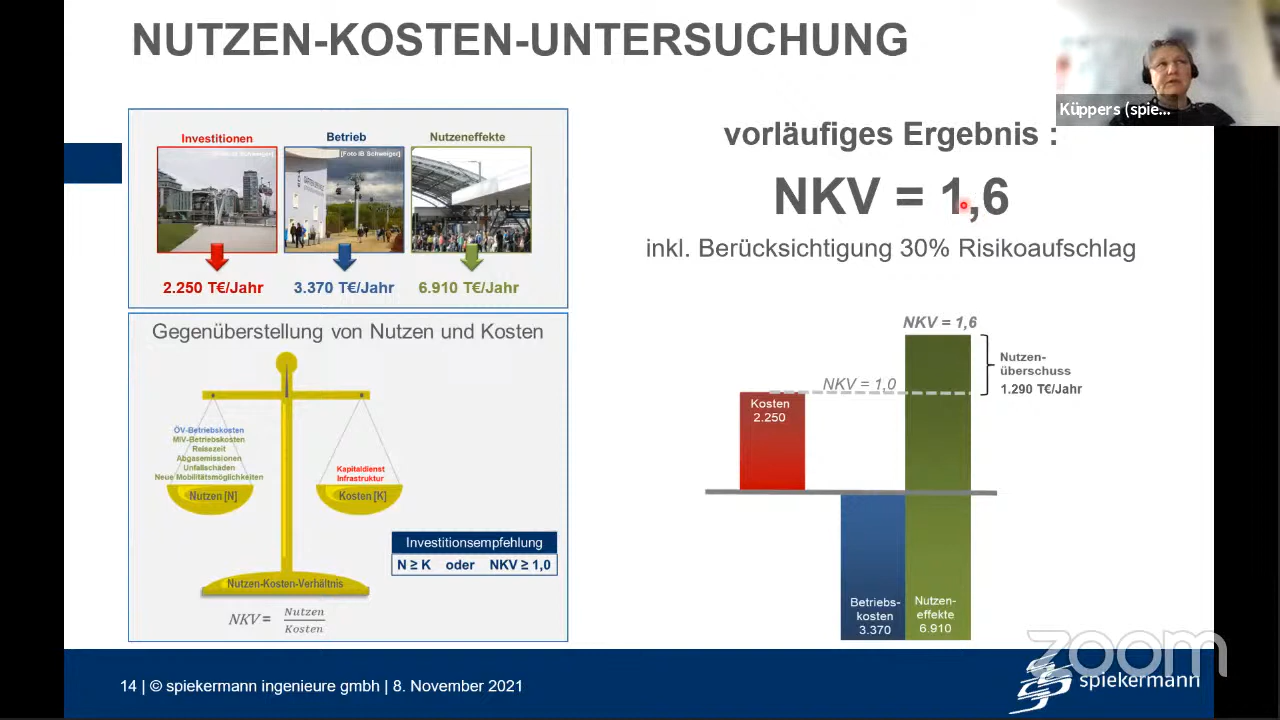 NUTZEN-KOSTEN-UNTERSUCHUNG
Küppers (spie...
Investitionen
Betrieb
Nutzeneffekte
[Foto IB Schweiger]
2.250 T€/Jahr
3.370 T€/Jahr
6.910 T€/Jahr
vorläufiges Ergebnis :
NKV = 1,6
inkl. Berücksichtigung 30% Risikoaufschlag
Gegenüberstellung von Nutzen und Kosten
ÖV-Betriebskosten
MIV-Betriebskosten
Reisezeit
Abgasemissionen
Unfallschäden
Neue Mobilitätsmöglichkeiten
Nutzen [N]
Kapitaldienst
Infrastruktur
Kosten [K]
Investitionsempfehlung
N ≥ K oder NKV ≥ 1,0
Nutzen-Kosten-Verhältnis
NKV = Nutzen
Kosten
NKV = 1,6
NKV = 1,0
Nutzen-
überschuss
1.290 T€/Jahr
Kosten
2.250
Betriebs-
kosten
3.370
Nutzen-
effekte
6.910
14 | © spiekermann ingenieure gmbh | 8. November 2021
zoom
spiekermann